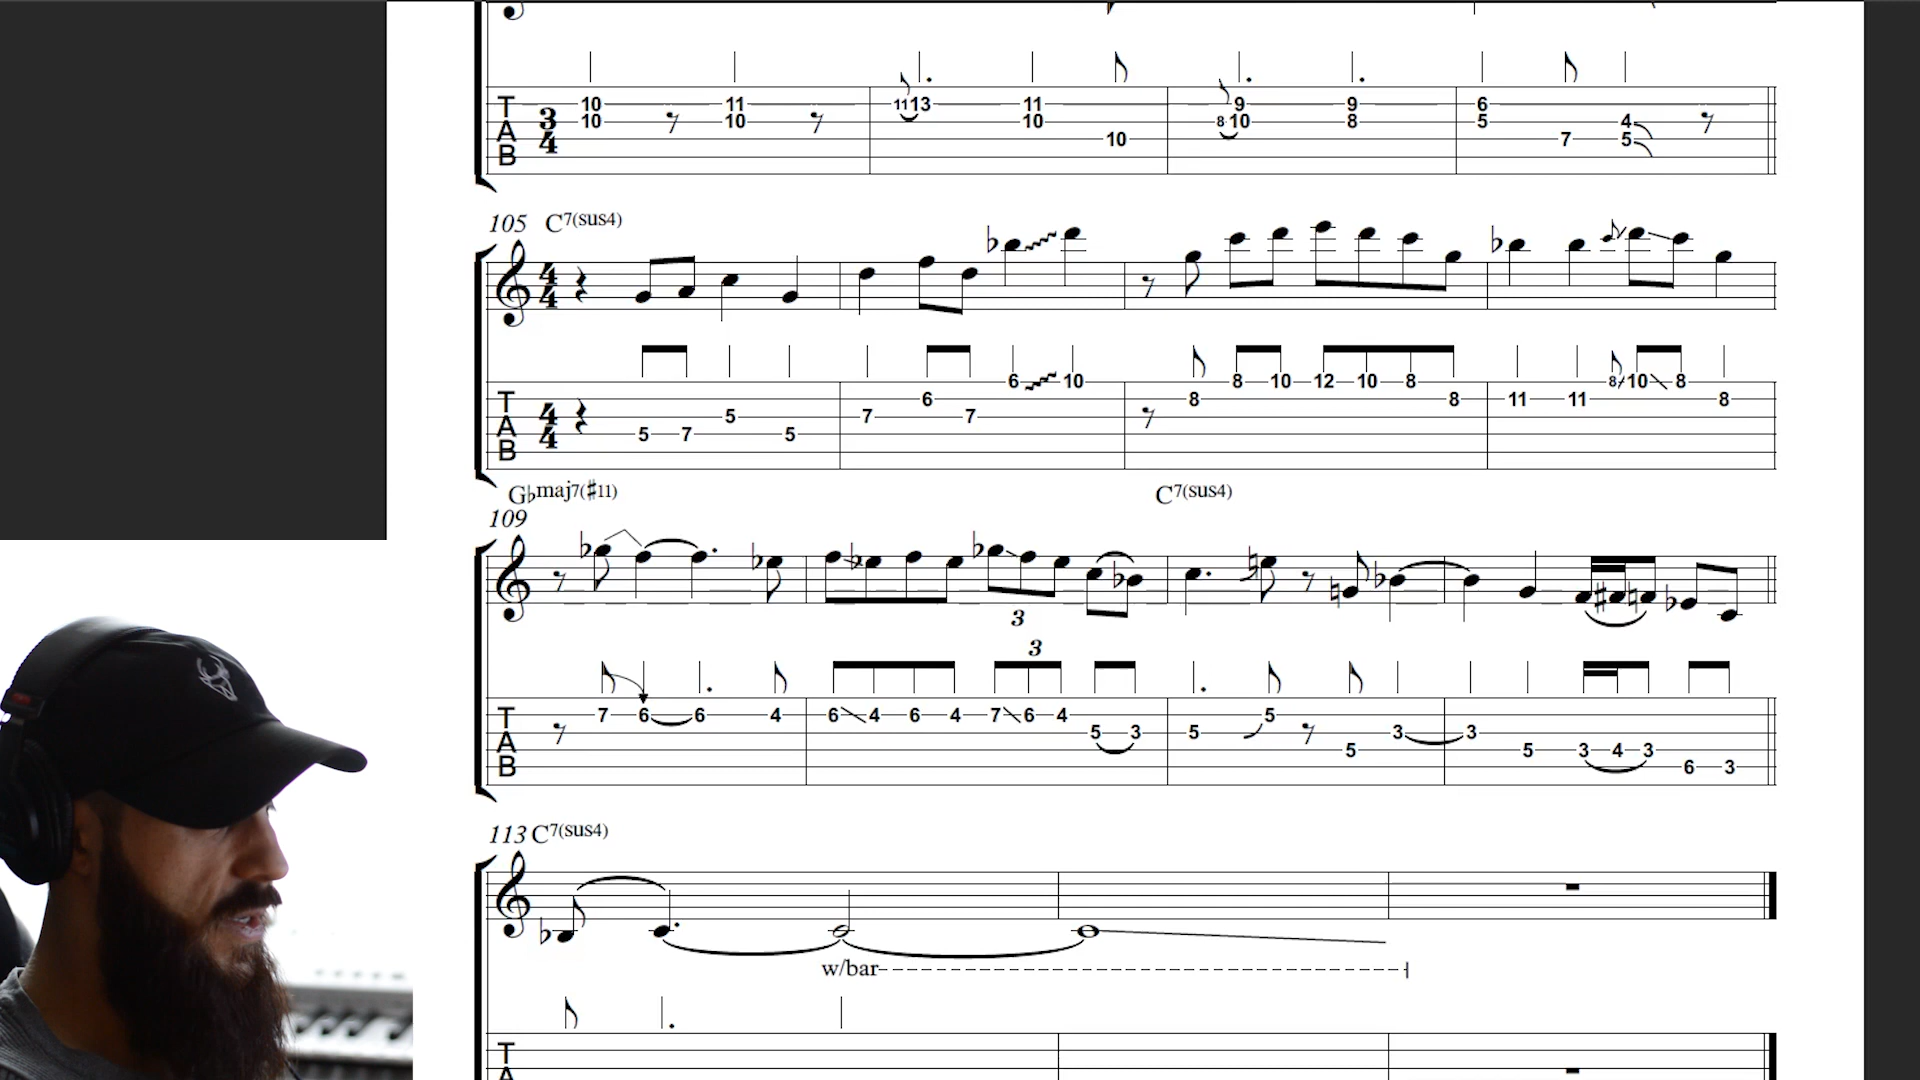 10 11 11 13 11 9 9 6
T 3 10 10 10 8 10 8 5 4
A 4 10 7 5
B
105 C7(sus4)
4
4
6 10 8 10 12 10 8 8 10 8
T 6 8 8 11 11 8
A 4 5 7 7
B 4 5 7 5
G♭maj7(♯11) C7(sus4)
109
3
3
T 7 6 6 4 6 4 6 4 7 6 4 5
A 5 3 5 3 3
B 5 5 3 4 3
6 3
113 C7(sus4)
w/bar
T
A